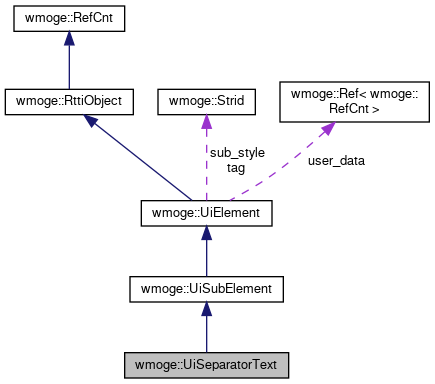 wmoge::RefCnt
wmoge::RttiObject
wmoge::Strid
wmoge::Ref< wmoge::
RefCnt >
sub_style
tag
user_data
wmoge::UiElement
wmoge::UiSubElement
wmoge::UiSeparatorText